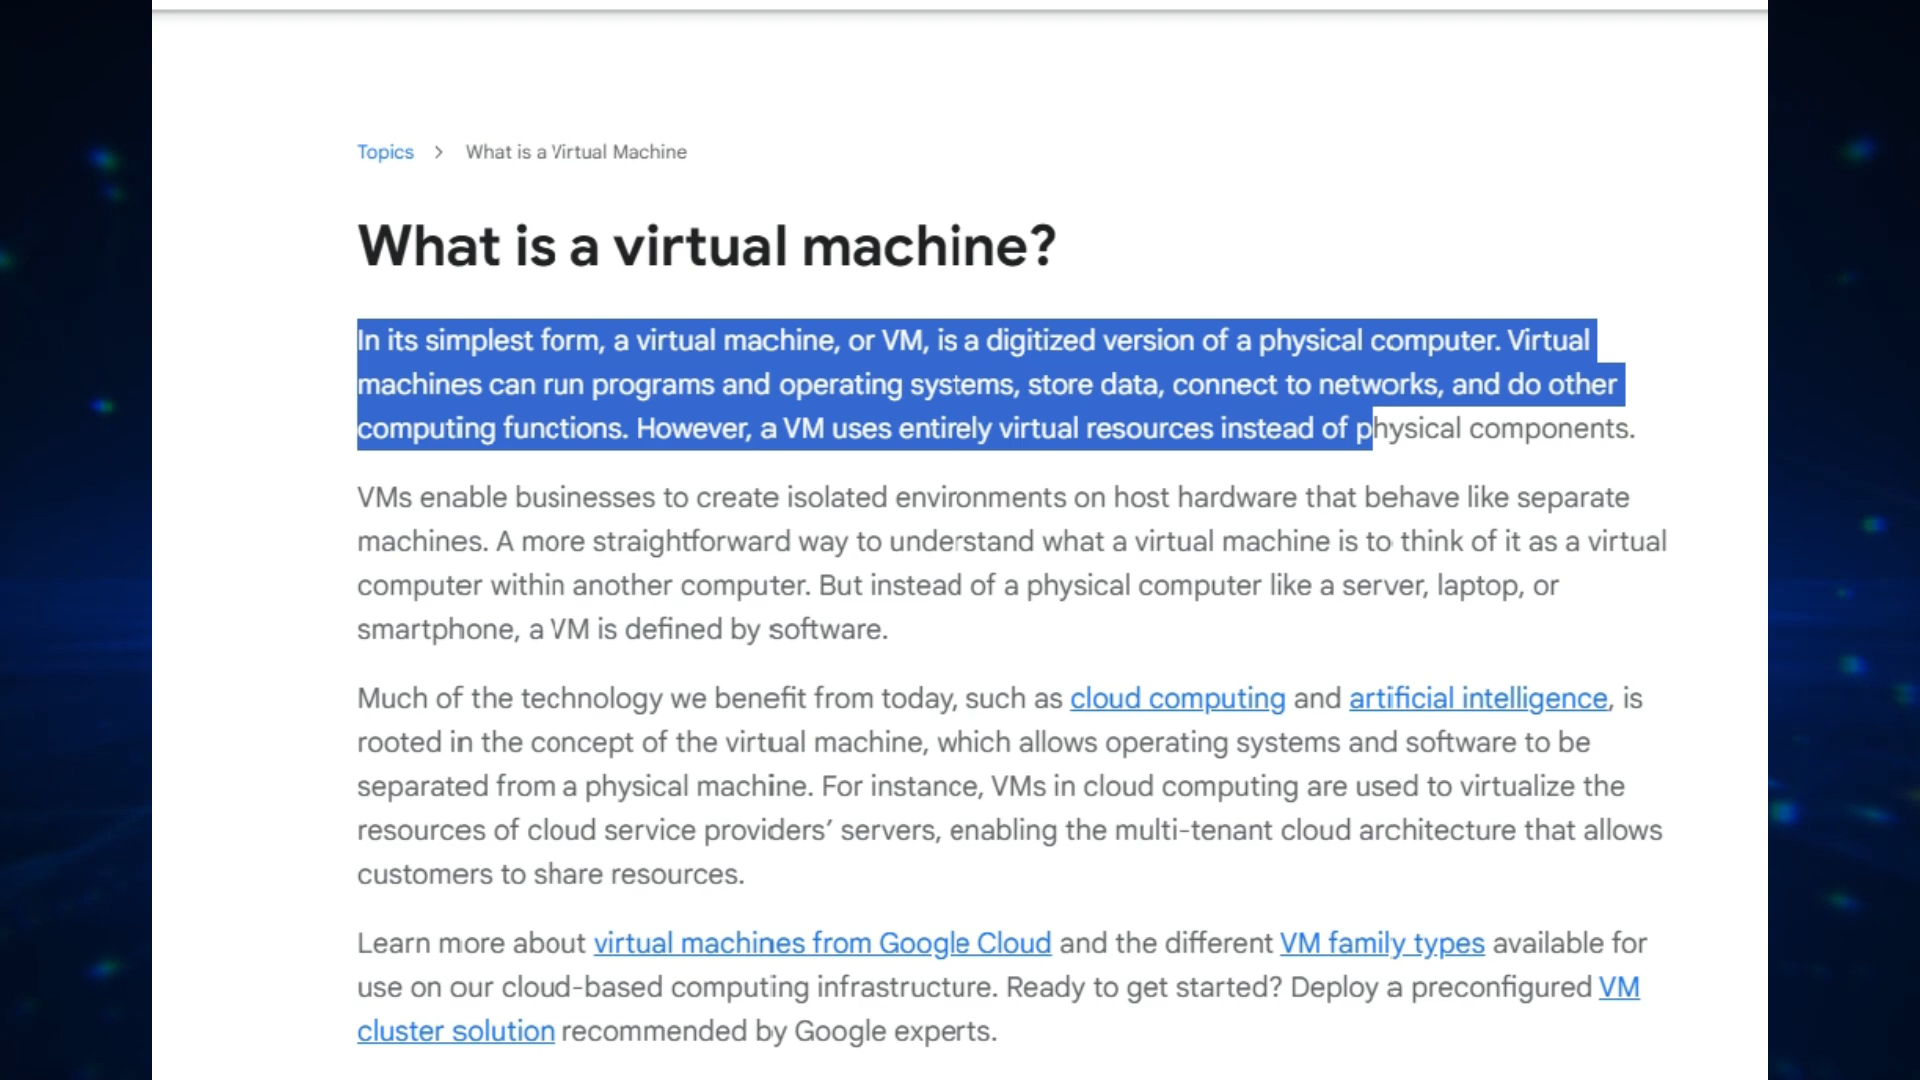 Topics > What is a Virtual Machine
What is a virtual machine?
In its simplest form, a virtual machine, or VM, is a digitized version of a physical computer. Virtual
machines can run programs and operating systems, store data, connect to networks, and do other
computing functions. However, a VM uses entirely virtual resources instead of physical components.
VMs enable businesses to create isolated environments on host hardware that behave like separate
machines. A more straightforward way to understand what a virtual machine is to think of it as a virtual
computer within another computer. But instead of a physical computer like a server, laptop, or
smartphone, a VM is defined by software.
Much of the technology we benefit from today, such as cloud computing and artificial intelligence, is
rooted in the concept of the virtual machine, which allows operating systems and software to be
separated from a physical machine. For instance, VMs in cloud computing are used to virtualize the
resources of cloud service providers’ servers, enabling the multi-tenant cloud architecture that allows
customers to share resources.
Learn more about virtual machines from Google Cloud and the different VM family types available for
use on our cloud-based computing infrastructure. Ready to get started? Deploy a preconfigured VM
cluster solution recommended by Google experts.